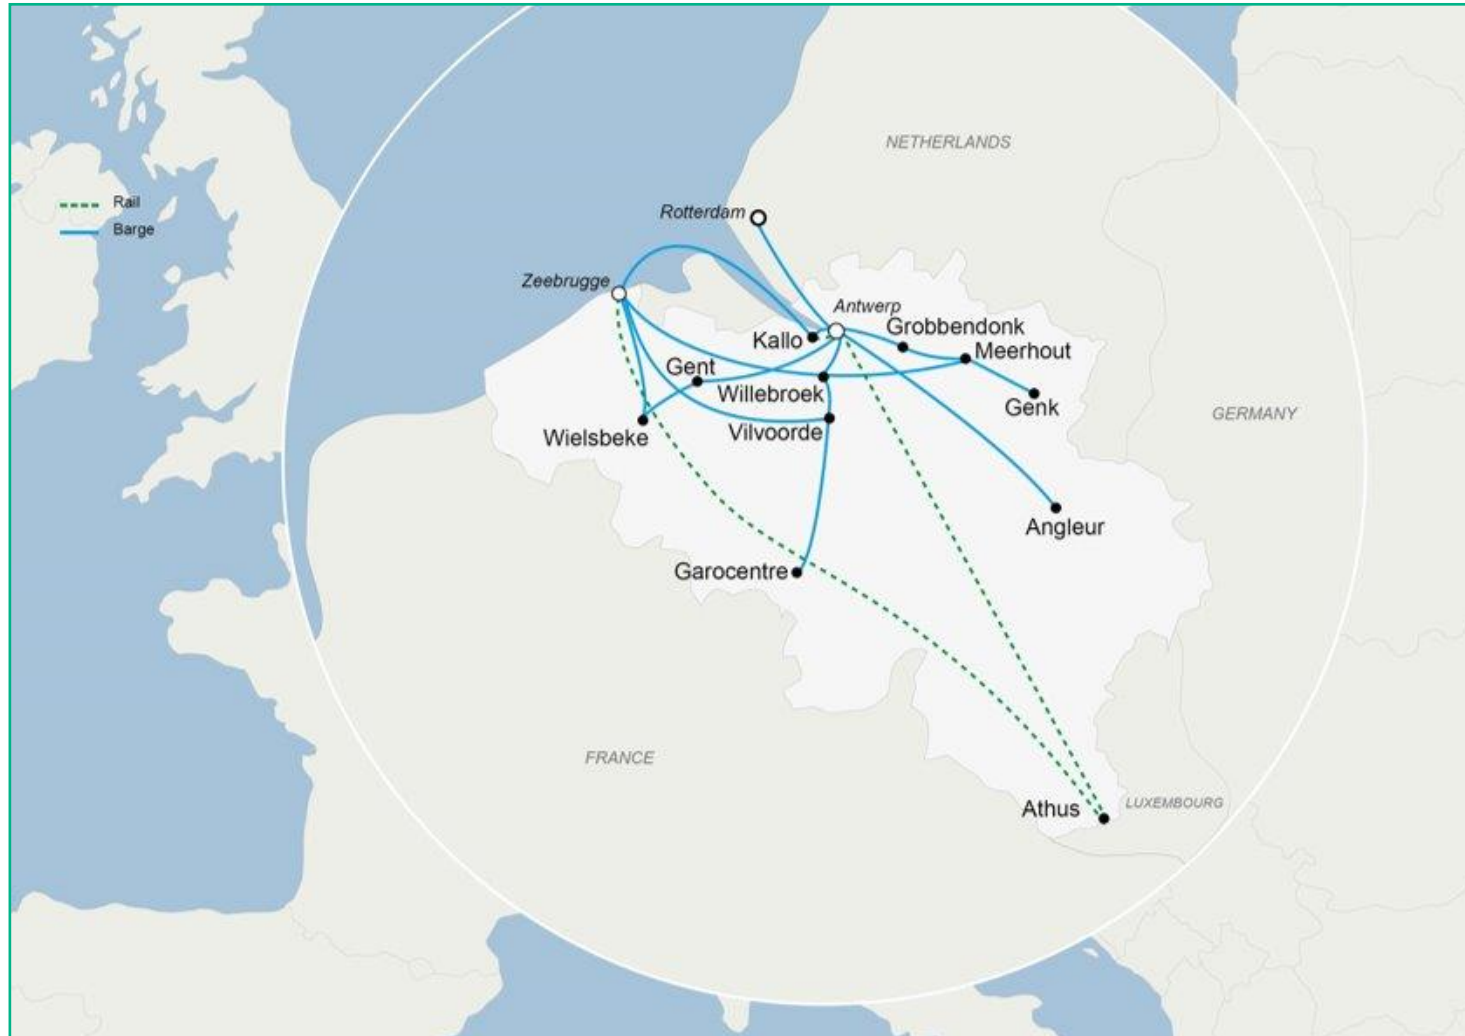 NETHERLANDS
Rail
Rotterdam
Barge
Zeebrugge
Antwerp
Grobbendonk
Kallo
Meerhout
Gent
Willebroek
Genk
GERMANY
Wielsbeke
Vilvoorde
Angleur
Garocentre
FRANCE
Athus
LUXEMBOURG